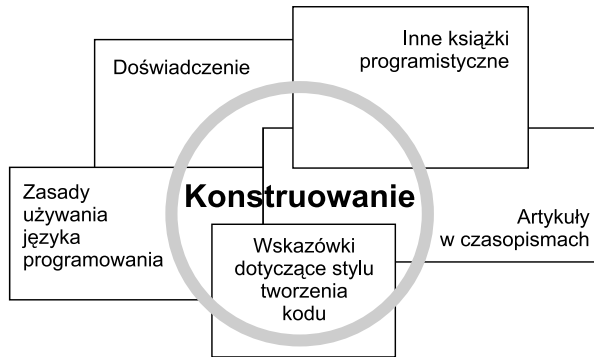 Doświadczenie
Inne książki
programistyczne
Zasady
używania
języka
programowania
Konstruowanie
Wskazówki
dotyczące stylu
tworzenia
kodu
Artykuły
w czasopismach